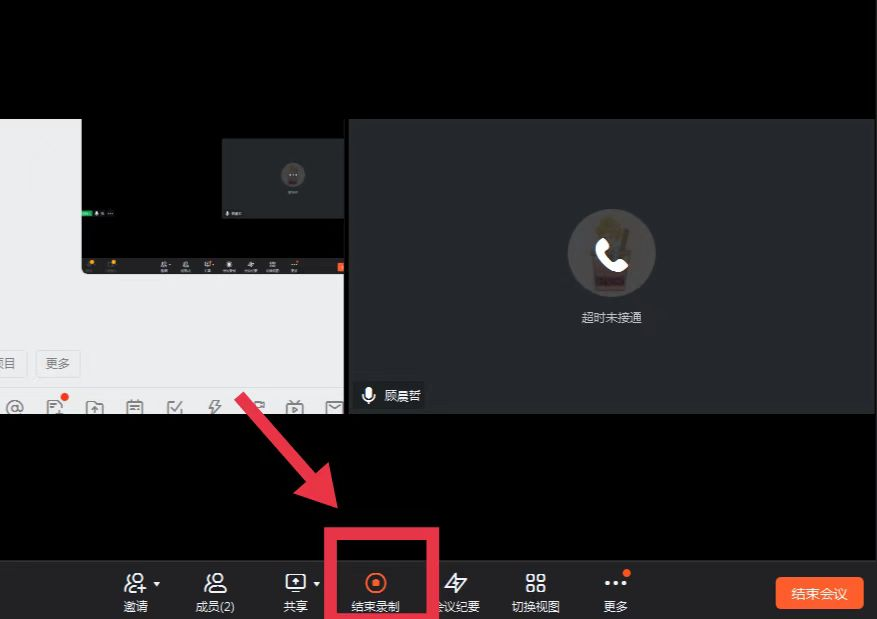 超时未接通
更多
顾晨哲
邀请
成员(2)
共享
结束录制
会议纪要
切换视图
更多
结束会议